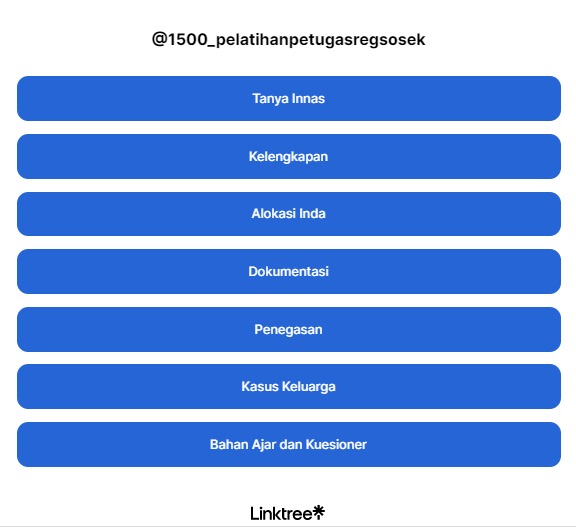 @1500_pelatihanpetugasregsosek
Tanya Innas
Kelengkapan
Alokasi Inda
Dokumentasi
Penegasan
Kasus Keluarga
Bahan Ajar dan Kuesioner
Linktree